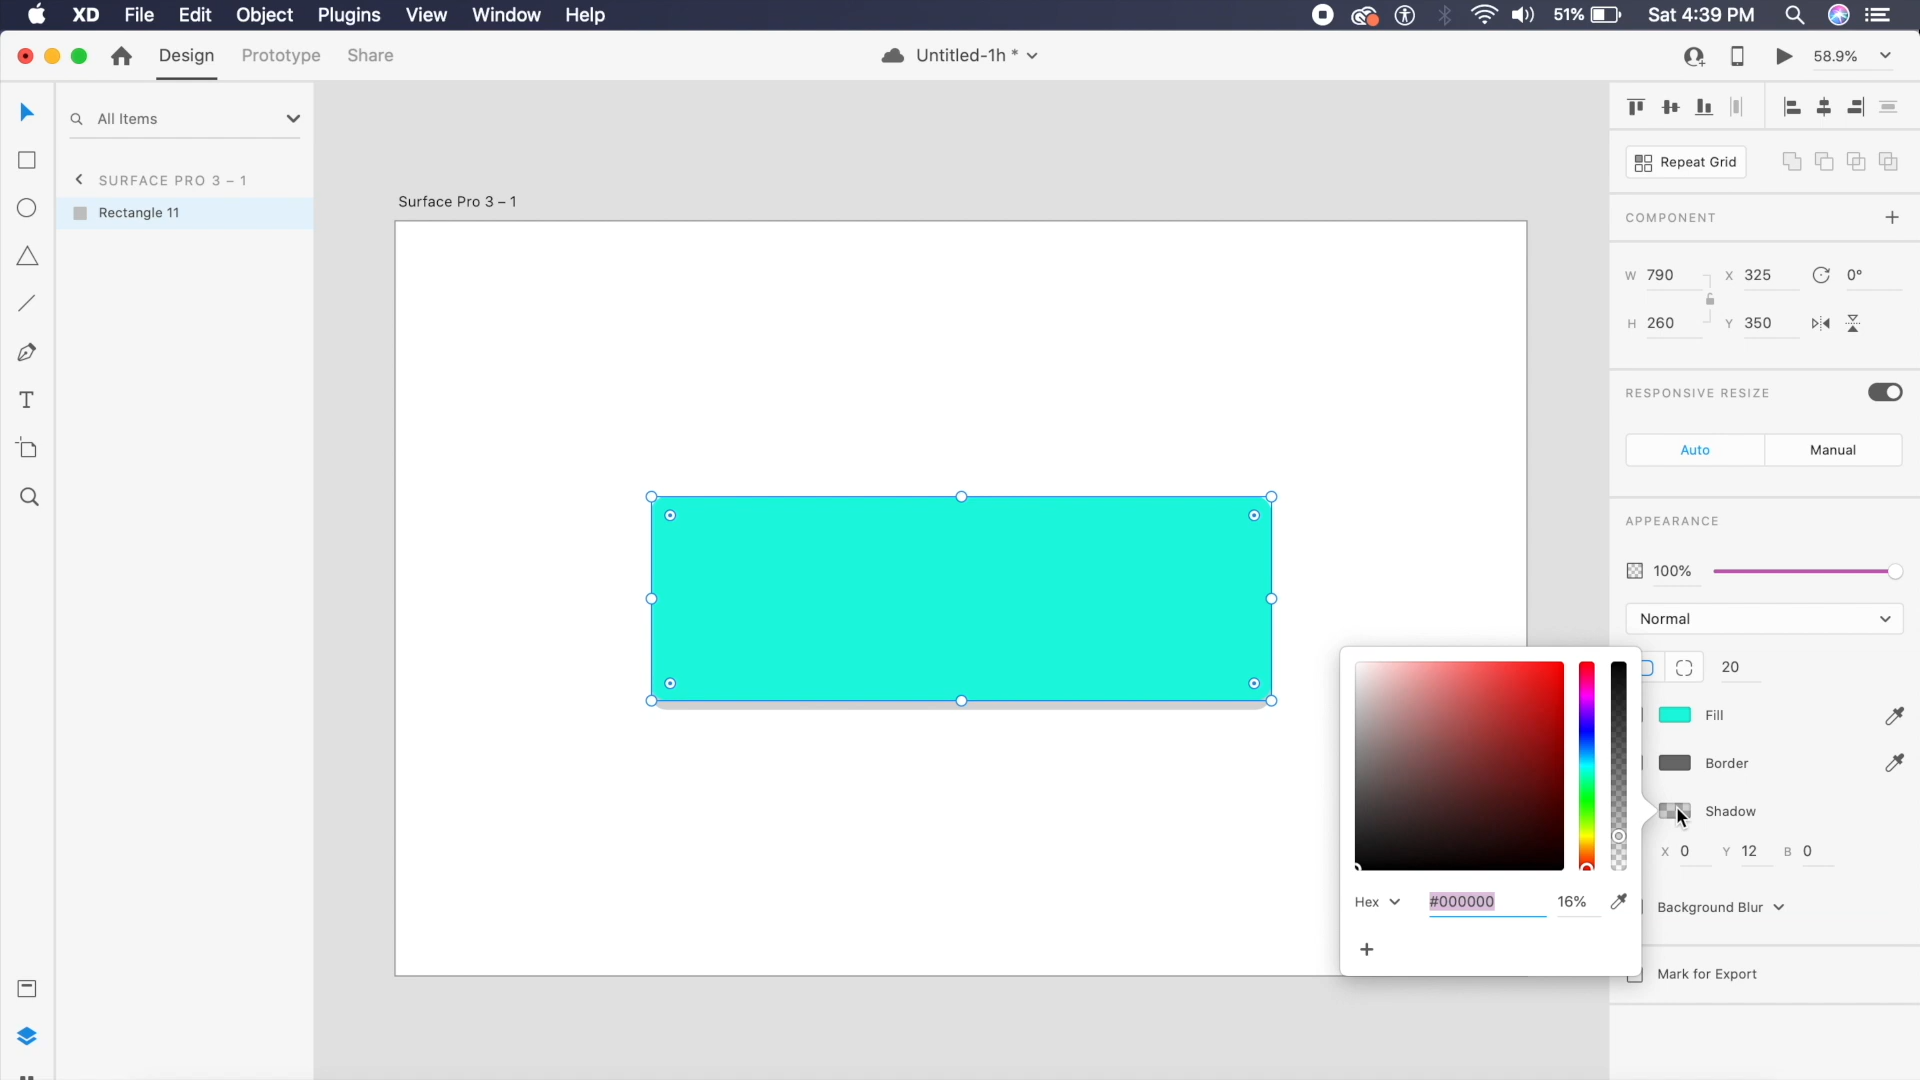 XD File Edit Object Plugins View Window Help 51% Sat 4:39 PM
Design Prototype Share Untitled-1h * 58.9%
All Items
SURFACE PRO 3 – 1
Rectangle 11
Surface Pro 3 – 1
Repeat Grid
COMPONENT
W 790 X 325 0°
H 260 Y 350
RESPONSIVE RESIZE
Auto Manual
APPEARANCE
100%
Normal
20
Fill
Border
Shadow
X 0 Y 12 B 0
Hex #000000 16%
Background Blur
Mark for Export